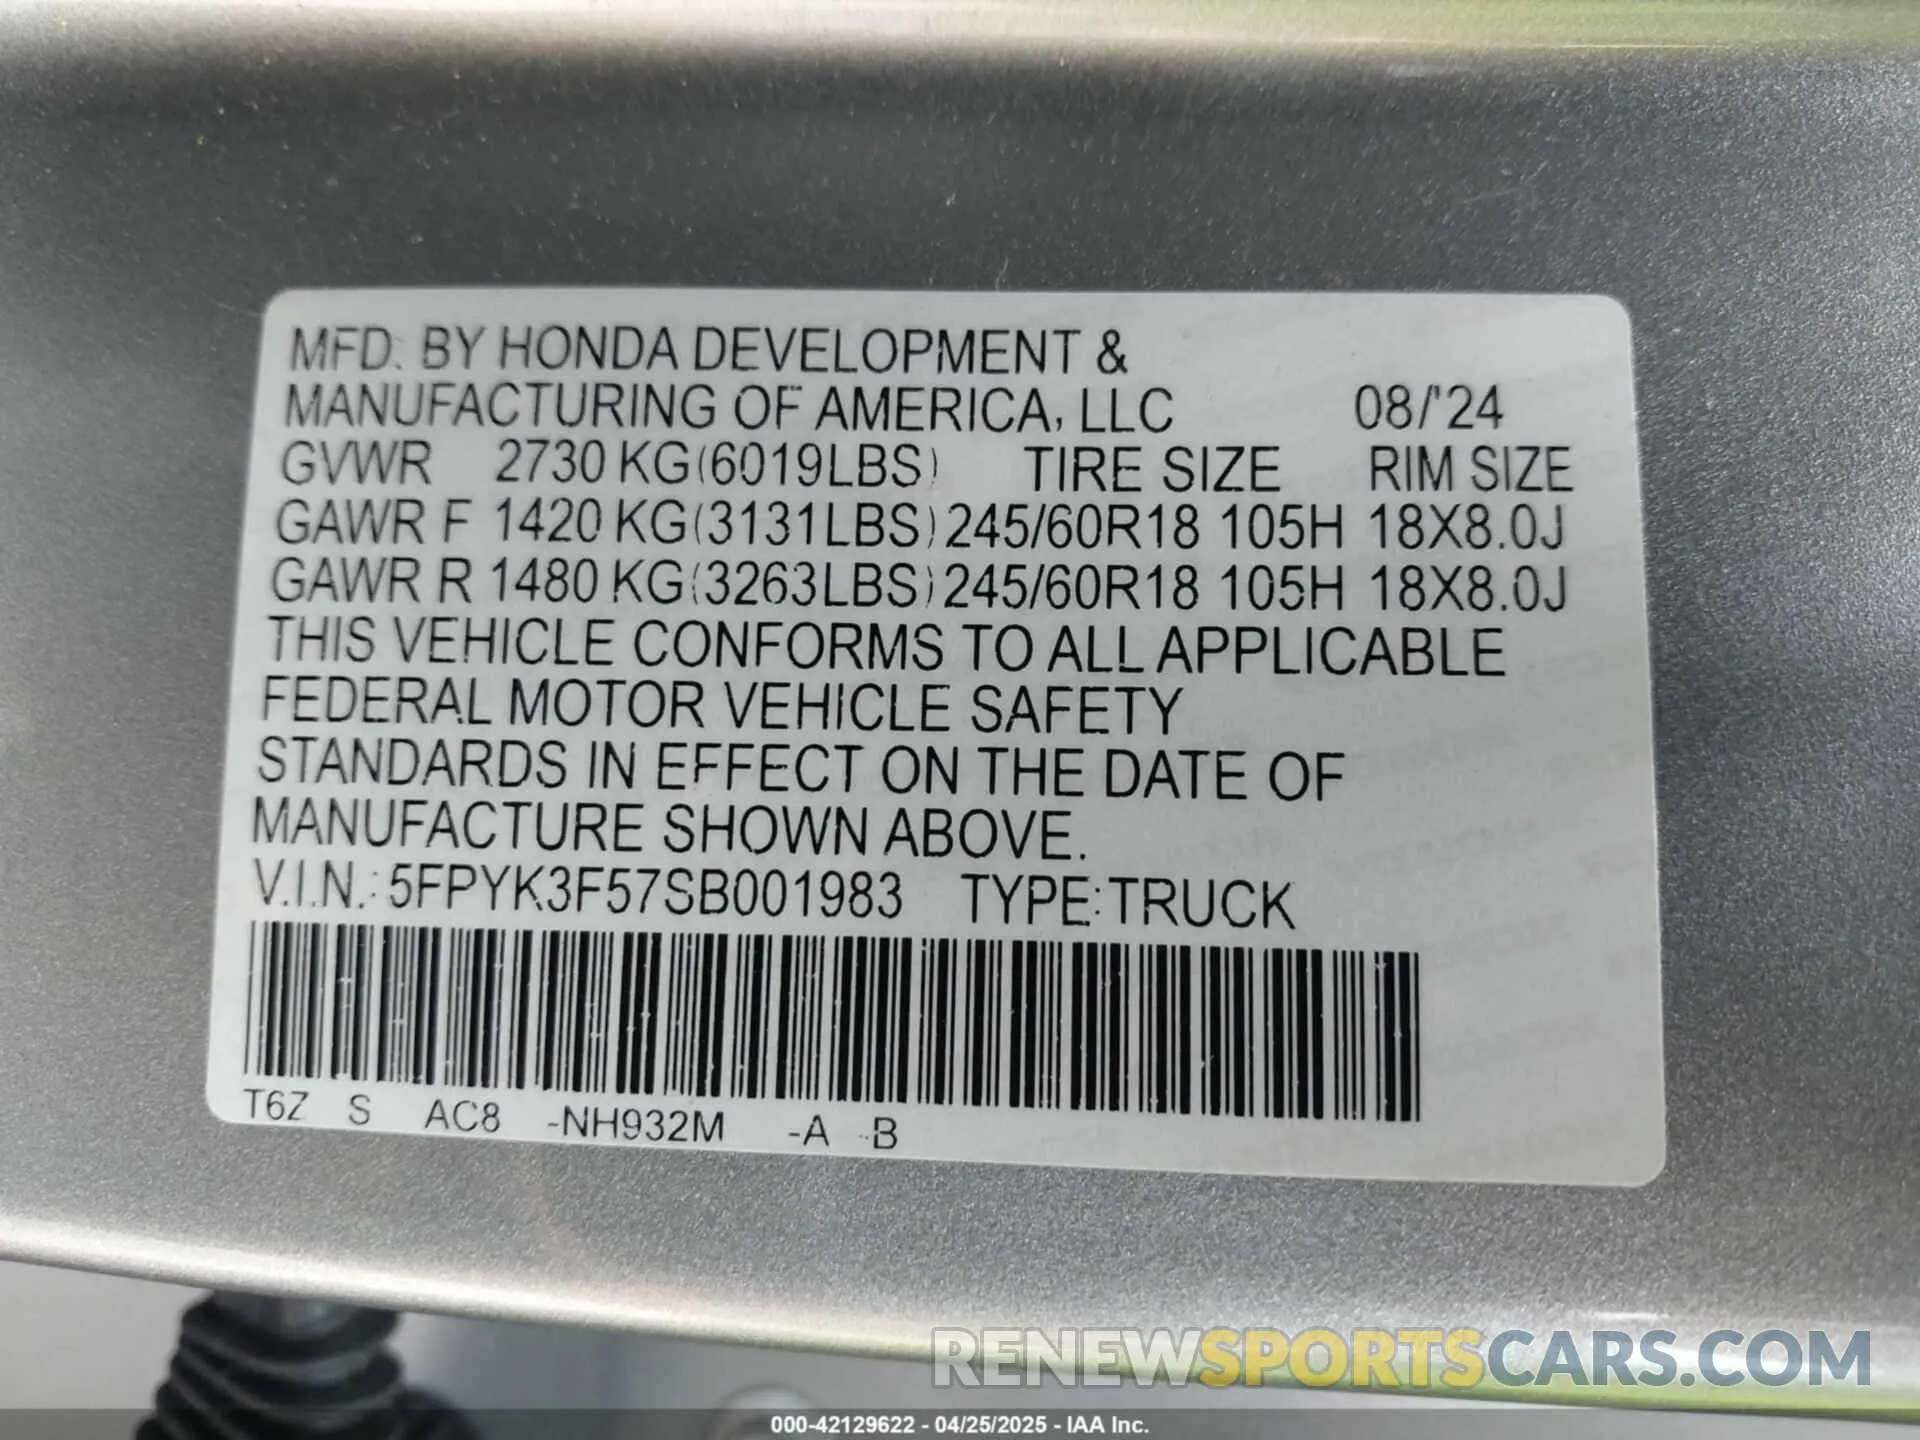 MFD. BY HONDA DEVELOPMENT &
MANUFACTURING OF AMERICA, LLC 08/'24
GVWR 2730 KG(6019LBS) TIRE SIZE RIM SIZE
GAWR F 1420 KG(3131LBS) 245/60R18 105H 18X8.0J
GAWR R 1480 KG(3263LBS) 245/60R18 105H 18X8.0J
THIS VEHICLE CONFORMS TO ALL APPLICABLE
FEDERAL MOTOR VEHICLE SAFETY
STANDARDS IN EFFECT ON THE DATE OF
MANUFACTURE SHOWN ABOVE.
V.I.N.: 5FPYK3F57SB001983 TYPE: TRUCK
T6Z S AC8 -NH932M -A -B
RENEWSPORTSCARS.COM
000-42129622 - 04/25/2025 - IAA Inc.